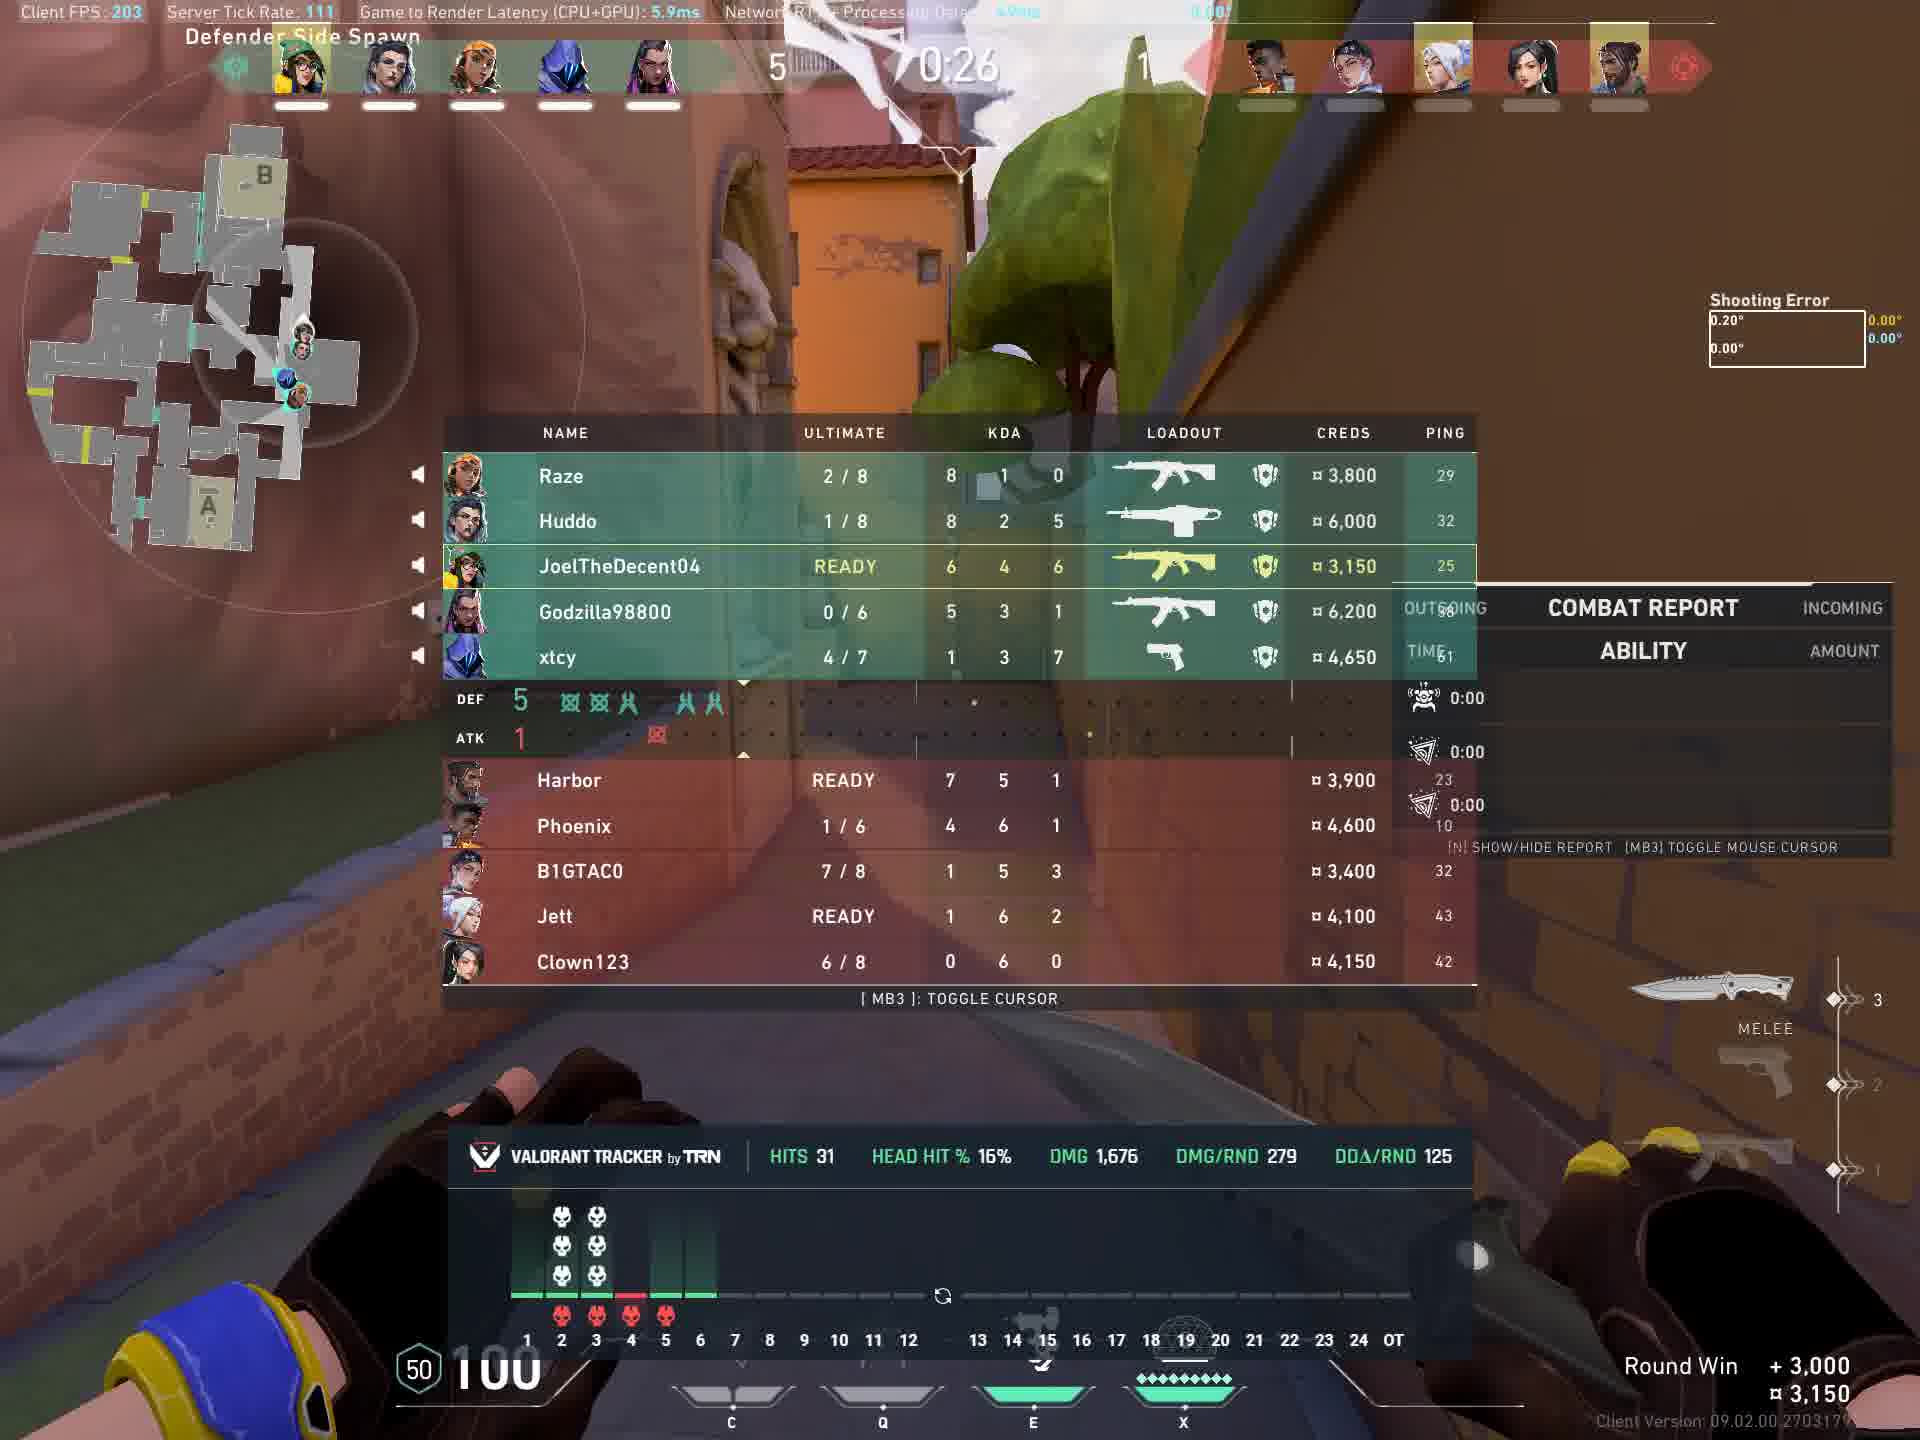 Client FPS: 203 Server Tick Rate: 111 Game to Render Latency (CPU+GPU): 5.9ms
Defender Side Spawn
5 0:26 1
B
A
Shooting Error
0.20° 0.00°
0.00° 0.00°
NAME ULTIMATE KDA LOADOUT CREDS PING
Raze 2 / 8 8 1 0 ¤ 3,800 29
Huddo 1 / 8 8 2 5 ¤ 6,000 32
JoelTheDecent04 READY 6 4 6 ¤ 3,150 25
Godzilla98800 0 / 6 5 3 1 ¤ 6,200
xtcy 4 / 7 1 3 7 ¤ 4,650 61
DEF 5
ATK 1
Harbor READY 7 5 1 ¤ 3,900 23
Phoenix 1 / 6 4 6 1 ¤ 4,600 10
B1GTAC0 7 / 8 1 5 3 ¤ 3,400 32
Jett READY 1 6 2 ¤ 4,100 43
Clown123 6 / 8 0 6 0 ¤ 4,150 42
[ MB3 ]: TOGGLE CURSOR
OUTGOING COMBAT REPORT INCOMING
TIME ABILITY AMOUNT
0:00
0:00
0:00
[N] SHOW/HIDE REPORT [MB3] TOGGLE MOUSE CURSOR
3
MELEE
2
1
VALORANT TRACKER by TRN HITS 31 HEAD HIT % 16% DMG 1,676 DMG/RND 279 DDΔ/RND 125
1 2 3 4 5 6 7 8 9 10 11 12 13 14 15 16 17 18 19 20 21 22 23 24 OT
50 100
C Q E X
Round Win + 3,000
¤ 3,150
Client Version: 09.02.00.2703179